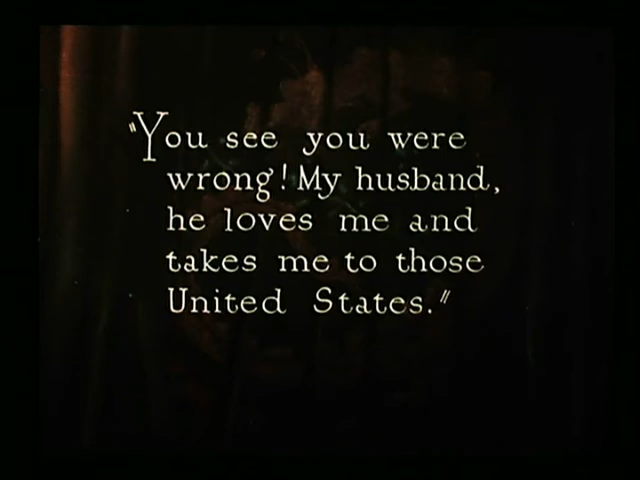 "You see you were
wrong! My husband,
he loves me and
takes me to those
United States."